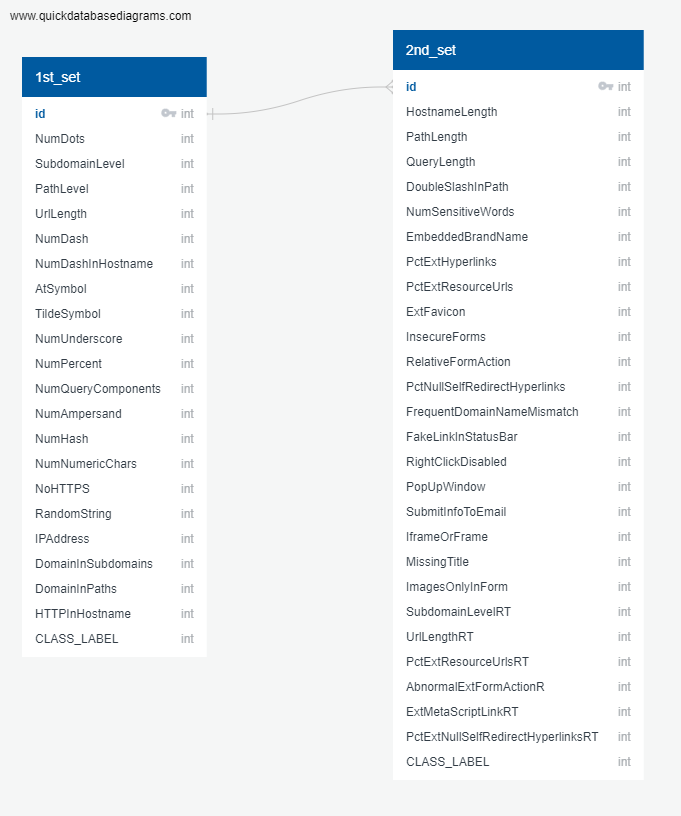 www.quickdatabasediagrams.com
1st_set
id int
NumDots int
SubdomainLevel int
PathLevel int
UrlLength int
NumDash int
NumDashInHostname int
AtSymbol int
TildeSymbol int
NumUnderscore int
NumPercent int
NumQueryComponents int
NumAmpersand int
NumHash int
NumNumericChars int
NoHTTPS int
RandomString int
IPAddress int
DomainInSubdomains int
DomainInPaths int
HTTPInHostname int
CLASS_LABEL int
2nd_set
id int
HostnameLength int
PathLength int
QueryLength int
DoubleSlashInPath int
NumSensitiveWords int
EmbeddedBrandName int
PctExtHyperlinks int
PctExtResourceUrls int
ExtFavicon int
InsecureForms int
RelativeFormAction int
PctNullSelfRedirectHyperlinks int
FrequentDomainNameMismatch int
FakeLinkInStatusBar int
RightClickDisabled int
PopUpWindow int
SubmitInfoToEmail int
IframeOrFrame int
MissingTitle int
ImagesOnlyInForm int
SubdomainLevelRT int
UrlLengthRT int
PctExtResourceUrlsRT int
AbnormalExtFormActionR int
ExtMetaScriptLinkRT int
PctExtNullSelfRedirectHyperlinksRT int
CLASS_LABEL int